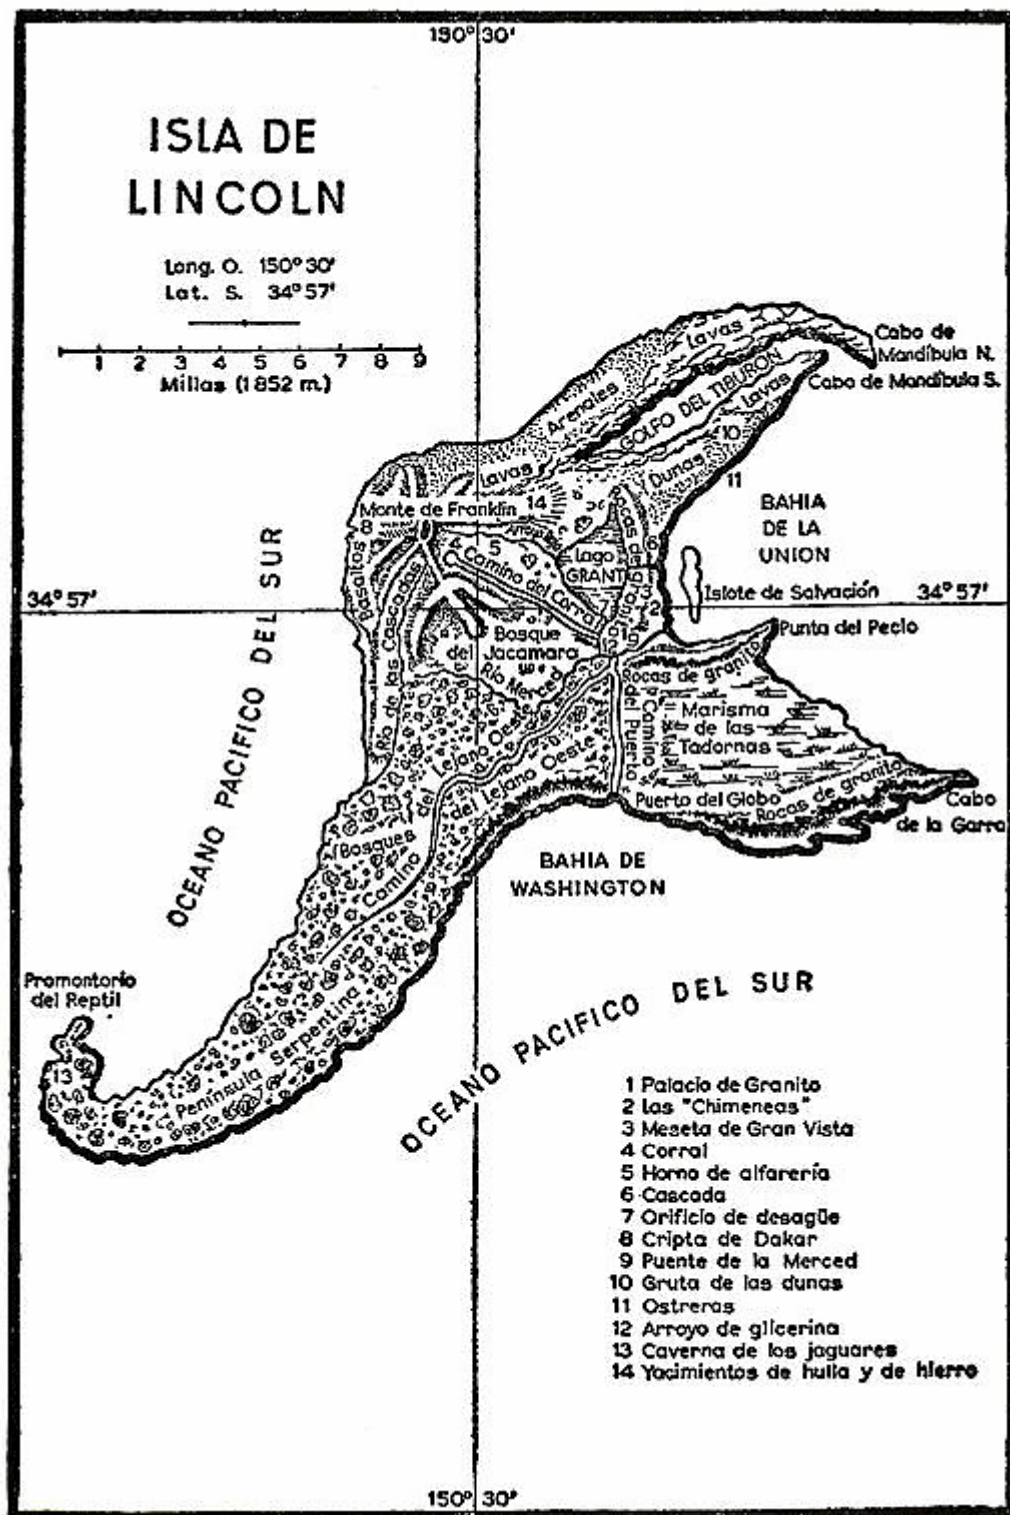 150° 30'
ISLA DE
LINCOLN
Long. O. 150° 30'
Lat. S. 34° 57'
1 2 3 4 5 6 7 8 9
Millas (1 852 m.)
Cabo de
Mandíbula N.
Cabo de Mandíbula S.
Lavas
GOLFO DEL TIBURON
Arenales
Lavas
10
Dunas
11
Lavas
14
Monte de Franklin
8
BAHIA
DE LA
UNION
Rocas de granito
6
Lago
GRANT
4
5
Camino del Corral
Basaltos
Río de las Cascadas
3
7
2
1
Islote de Salvación
34° 57'
34° 57'
Punta del Peclo
Bosque
del Jacamara
Río Merced
Rocas de granito
Marisma
de las
Tadornas
Camino
del Puerto
Puerto del Globo
Rocas de granito
Cabo
de la Garra
Bosques del Lejano Oeste
Camino del Lejano Oeste
BAHIA DE
WASHINGTON
OCEANO PACIFICO DEL SUR
Promontorio
del Reptil
13
Península Serpentina
OCEANO PACIFICO DEL SUR
1 Palacio de Granito
2 Las "Chimeneas"
3 Meseta de Gran Vista
4 Corral
5 Horno de alfarería
6 Cascada
7 Orificio de desagüe
8 Cripta de Dakar
9 Puente de la Merced
10 Gruta de las dunas
11 Ostreras
12 Arroyo de glicerina
13 Caverna de los jaguares
14 Yacimientos de hulla y de hierro
150° 30'